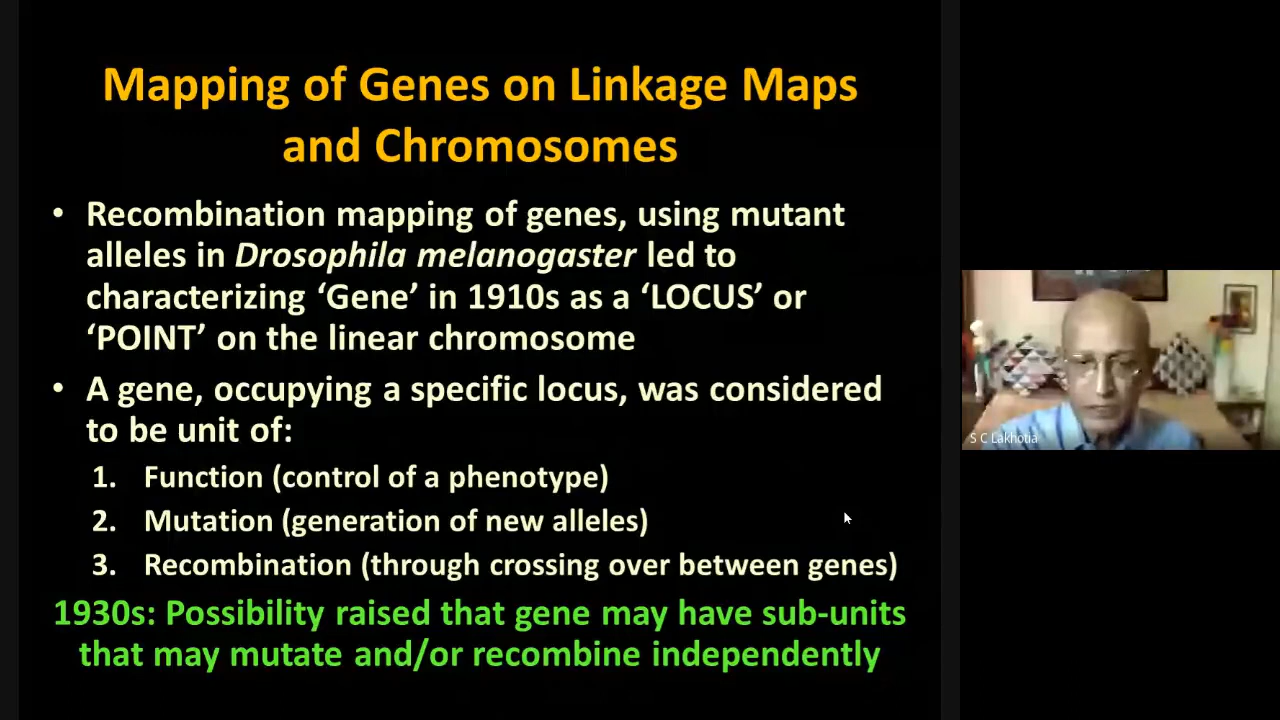 Mapping of Genes on Linkage Maps
and Chromosomes
• Recombination mapping of genes, using mutant
alleles in Drosophila melanogaster led to
characterizing ‘Gene’ in 1910s as a ‘LOCUS’ or
‘POINT’ on the linear chromosome
• A gene, occupying a specific locus, was considered
to be unit of:
1. Function (control of a phenotype)
2. Mutation (generation of new alleles)
3. Recombination (through crossing over between genes)
1930s: Possibility raised that gene may have sub-units
that may mutate and/or recombine independently
S C Lakhotia